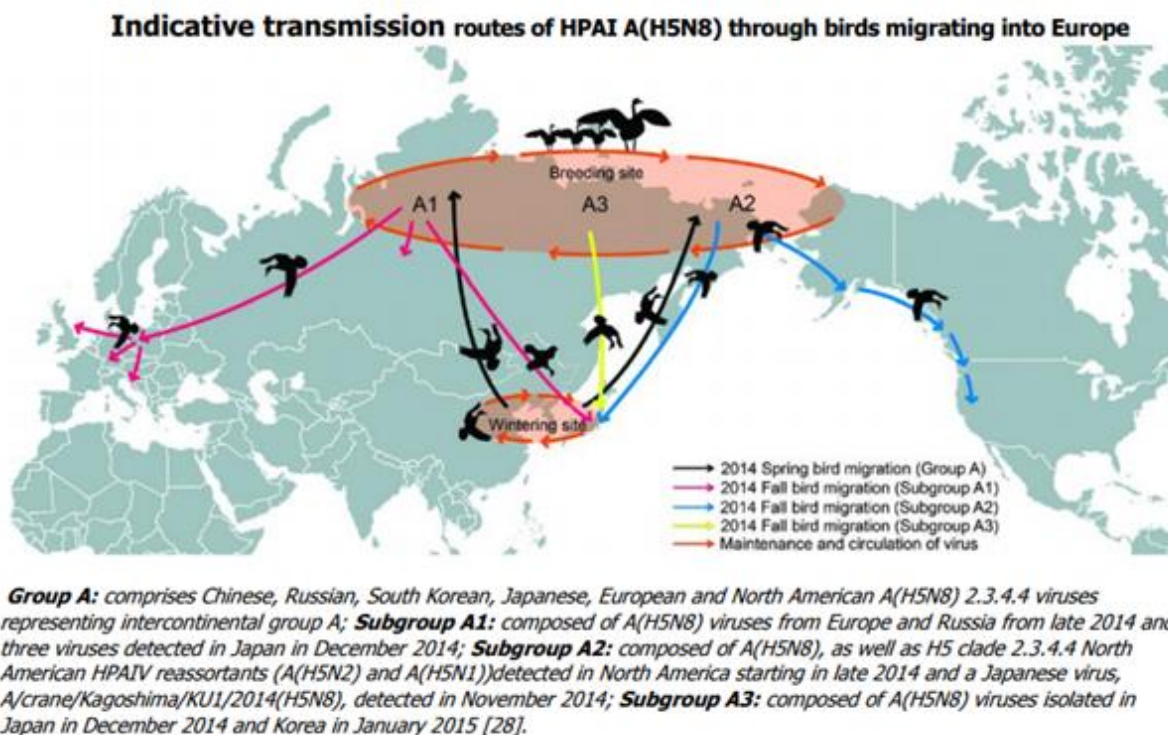 Indicative transmission routes of HPAI A(H5N8) through birds migrating into Europe
Breeding site
A1
A3
A2
Wintering site
2014 Spring bird migration (Group A)
2014 Fall bird migration (Subgroup A1)
2014 Fall bird migration (Subgroup A2)
2014 Fall bird migration (Subgroup A3)
Maintenance and circulation of virus
Group A: comprises Chinese, Russian, South Korean, Japanese, European and North American A(H5N8) 2.3.4.4 viruses
representing intercontinental group A; Subgroup A1: composed of A(H5N8) viruses from Europe and Russia from late 2014 and
three viruses detected in Japan in December 2014; Subgroup A2: composed of A(H5N8), as well as H5 clade 2.3.4.4 North
American HPAIV reassortants (A(H5N2) and A(H5N1))detected in North America starting in late 2014 and a Japanese virus,
A/crane/Kagoshima/KU1/2014(H5N8), detected in November 2014; Subgroup A3: composed of A(H5N8) viruses isolated in
Japan in December 2014 and Korea in January 2015 [28].